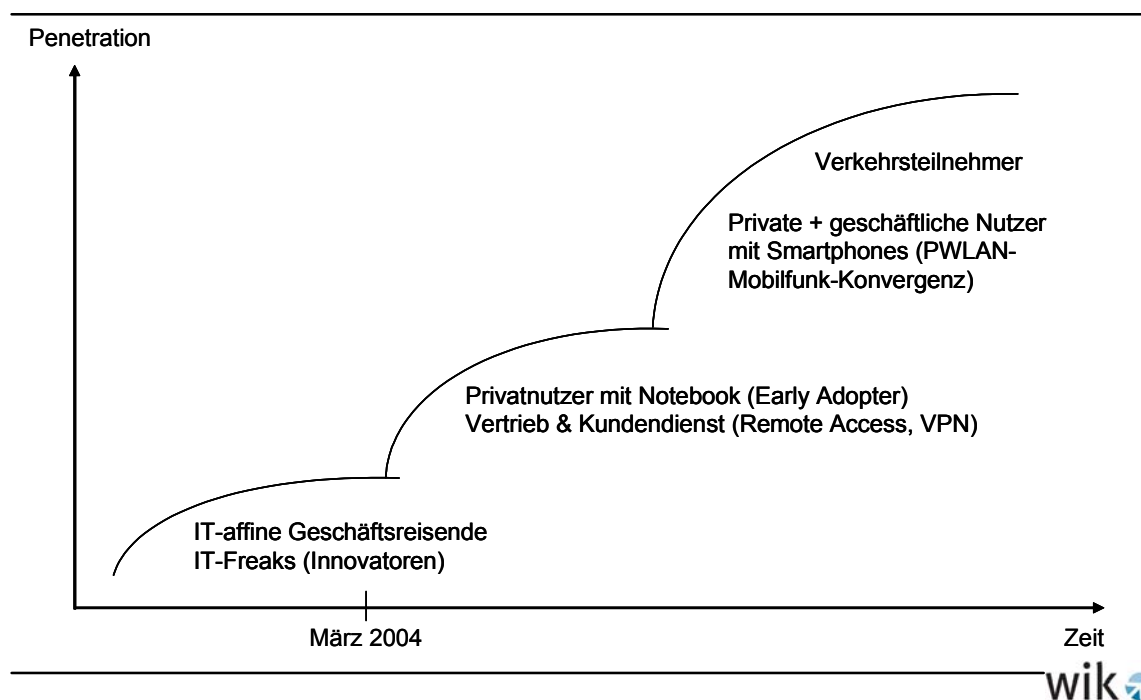 Penetration
Verkehrsteilnehmer
Private + geschäftliche Nutzer
mit Smartphones (PWLAN-
Mobilfunk-Konvergenz)
Privatnutzer mit Notebook (Early Adopter)
Vertrieb & Kundendienst (Remote Access, VPN)
IT-affine Geschäftsreisende
IT-Freaks (Innovatoren)
März 2004
Zeit
wik